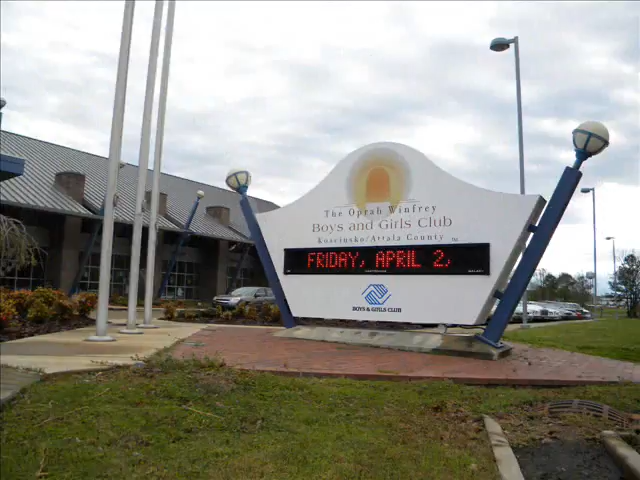 The Oprah Winfrey
Boys and Girls Club
Kosciusko/Attala County
FRIDAY, APRIL 2,
BOYS & GIRLS CLUB